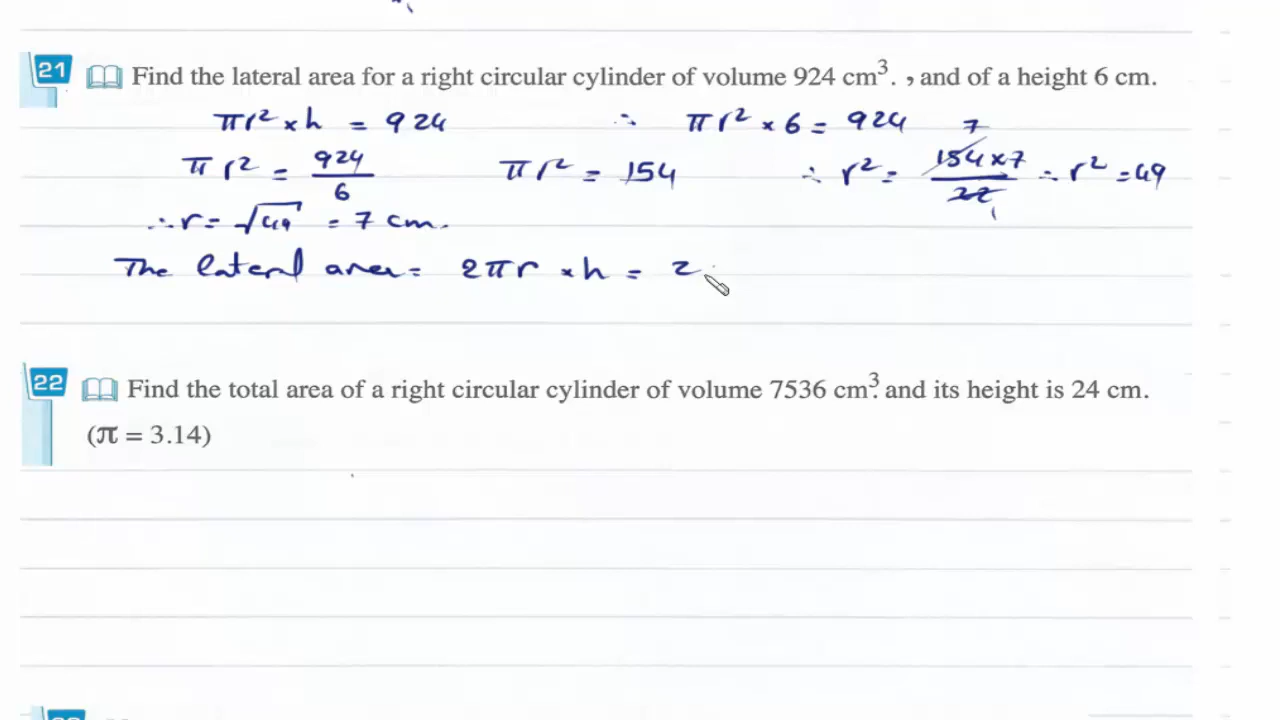 21 Find the lateral area for a right circular cylinder of volume 924 cm³. , and of a height 6 cm.
πr² × h = 924 ∴ πr² × 6 = 924
πr² = 924/6 πr² = 154 ∴ r² = 154 × 7/22 7 1 ∴ r² = 49
∴ r = √49 = 7 cm.
The lateral area = 2πr × h = 2
22 Find the total area of a right circular cylinder of volume 7536 cm³. and its height is 24 cm.
(π = 3.14)